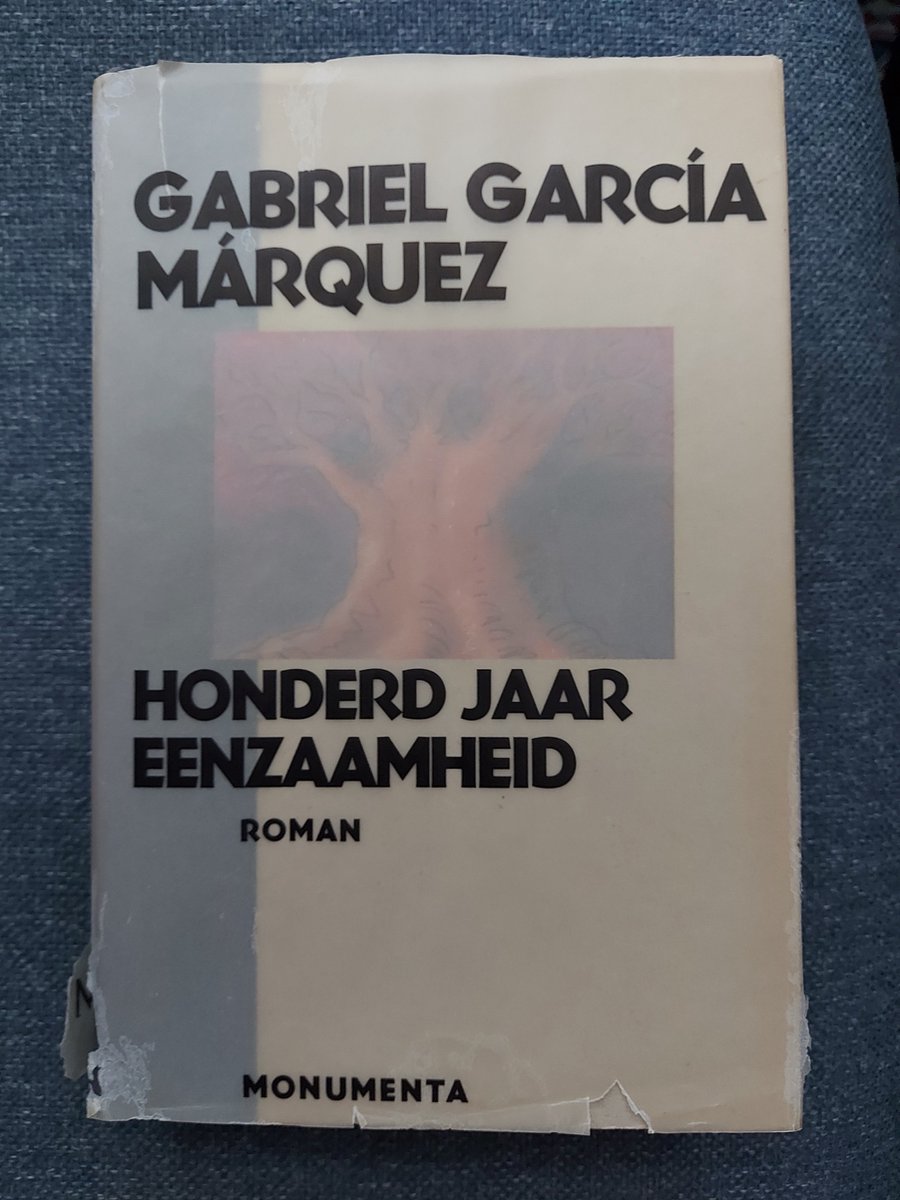 GABRIEL GARCÍA
MÁRQUEZ
HONDERD JAAR
EENZAAMHEID
ROMAN
MONUMENTA